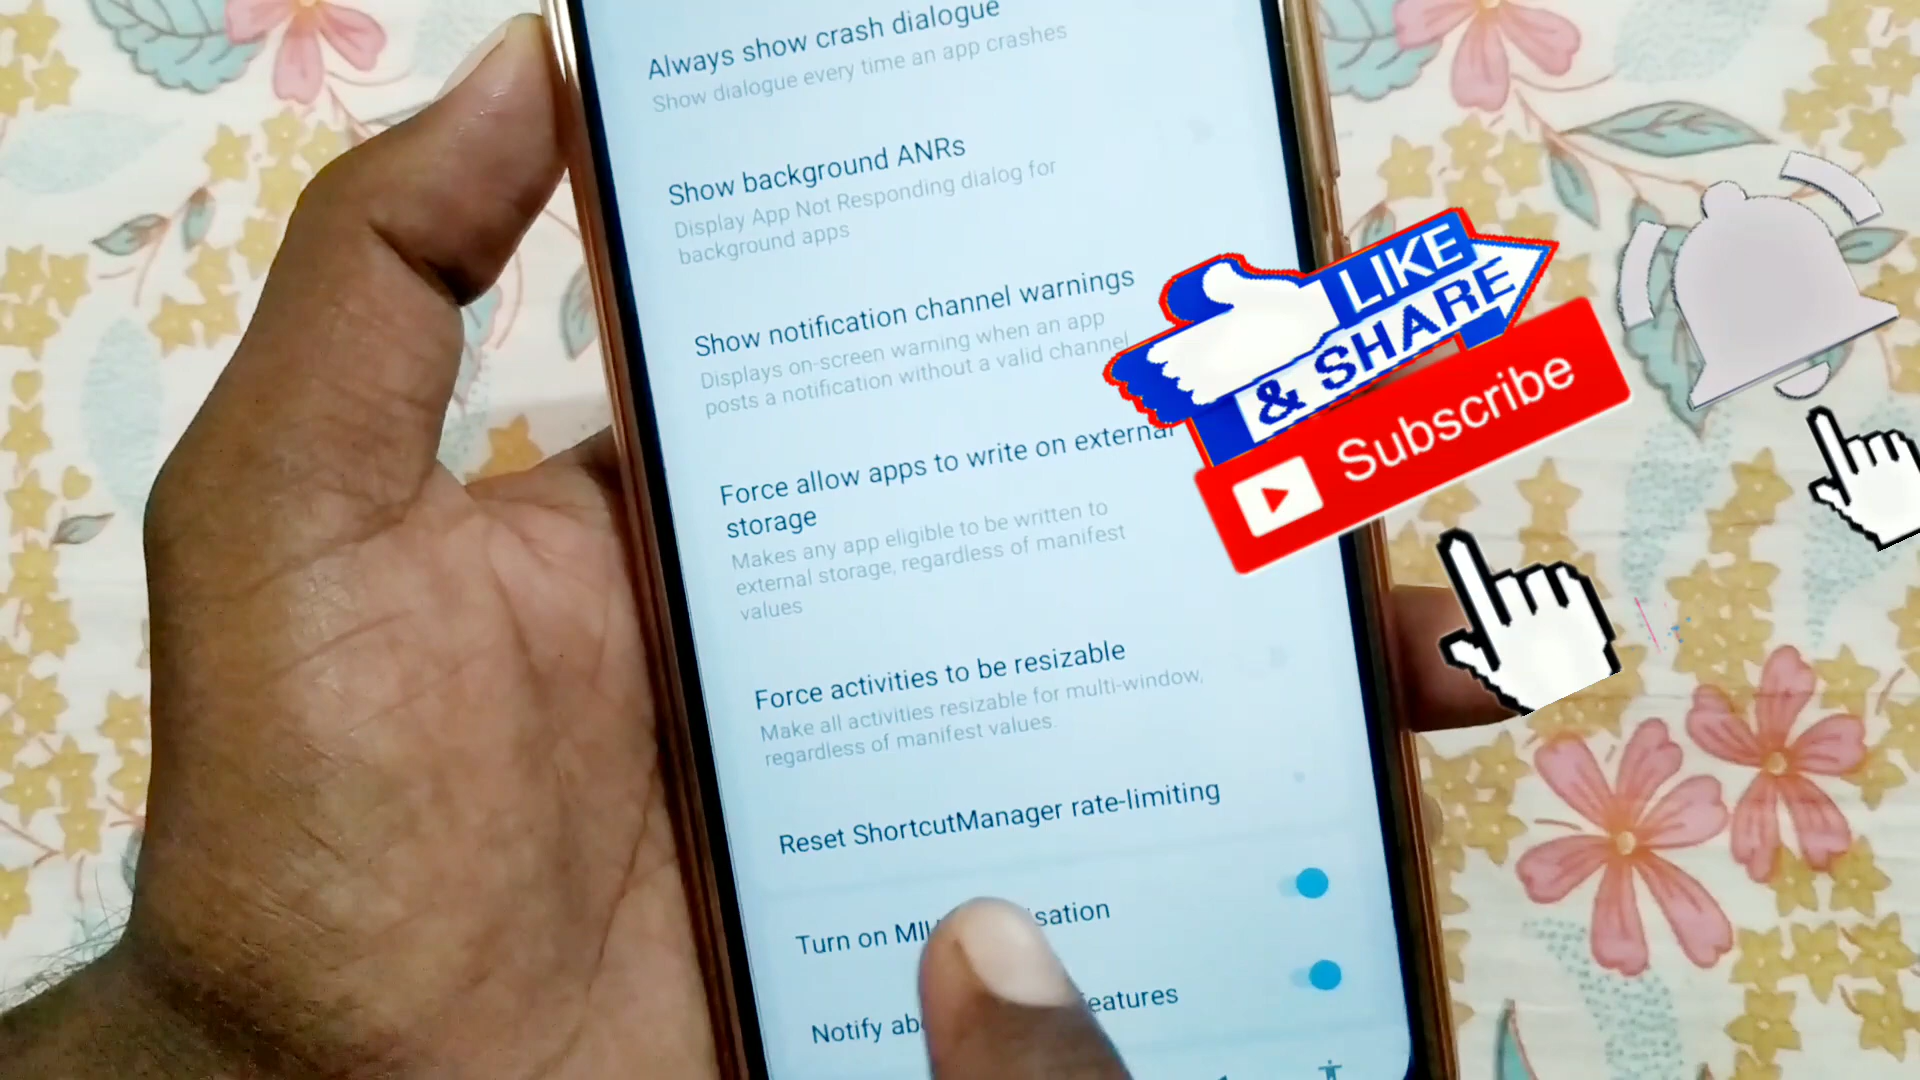 Always show crash dialogue
Show dialogue every time an app crashes
Show background ANRs
Display App Not Responding dialog for
background apps
Show notification channel warnings
Displays on-screen warning when an app
posts a notification without a valid channel
Force allow apps to write on external
storage
Makes any app eligible to be written to
external storage, regardless of manifest
values
Force activities to be resizable
Make all activities resizable for multi-window,
regardless of manifest values.
Reset ShortcutManager rate-limiting
Turn on
Notify
LIKE
& SHARE
Subscribe